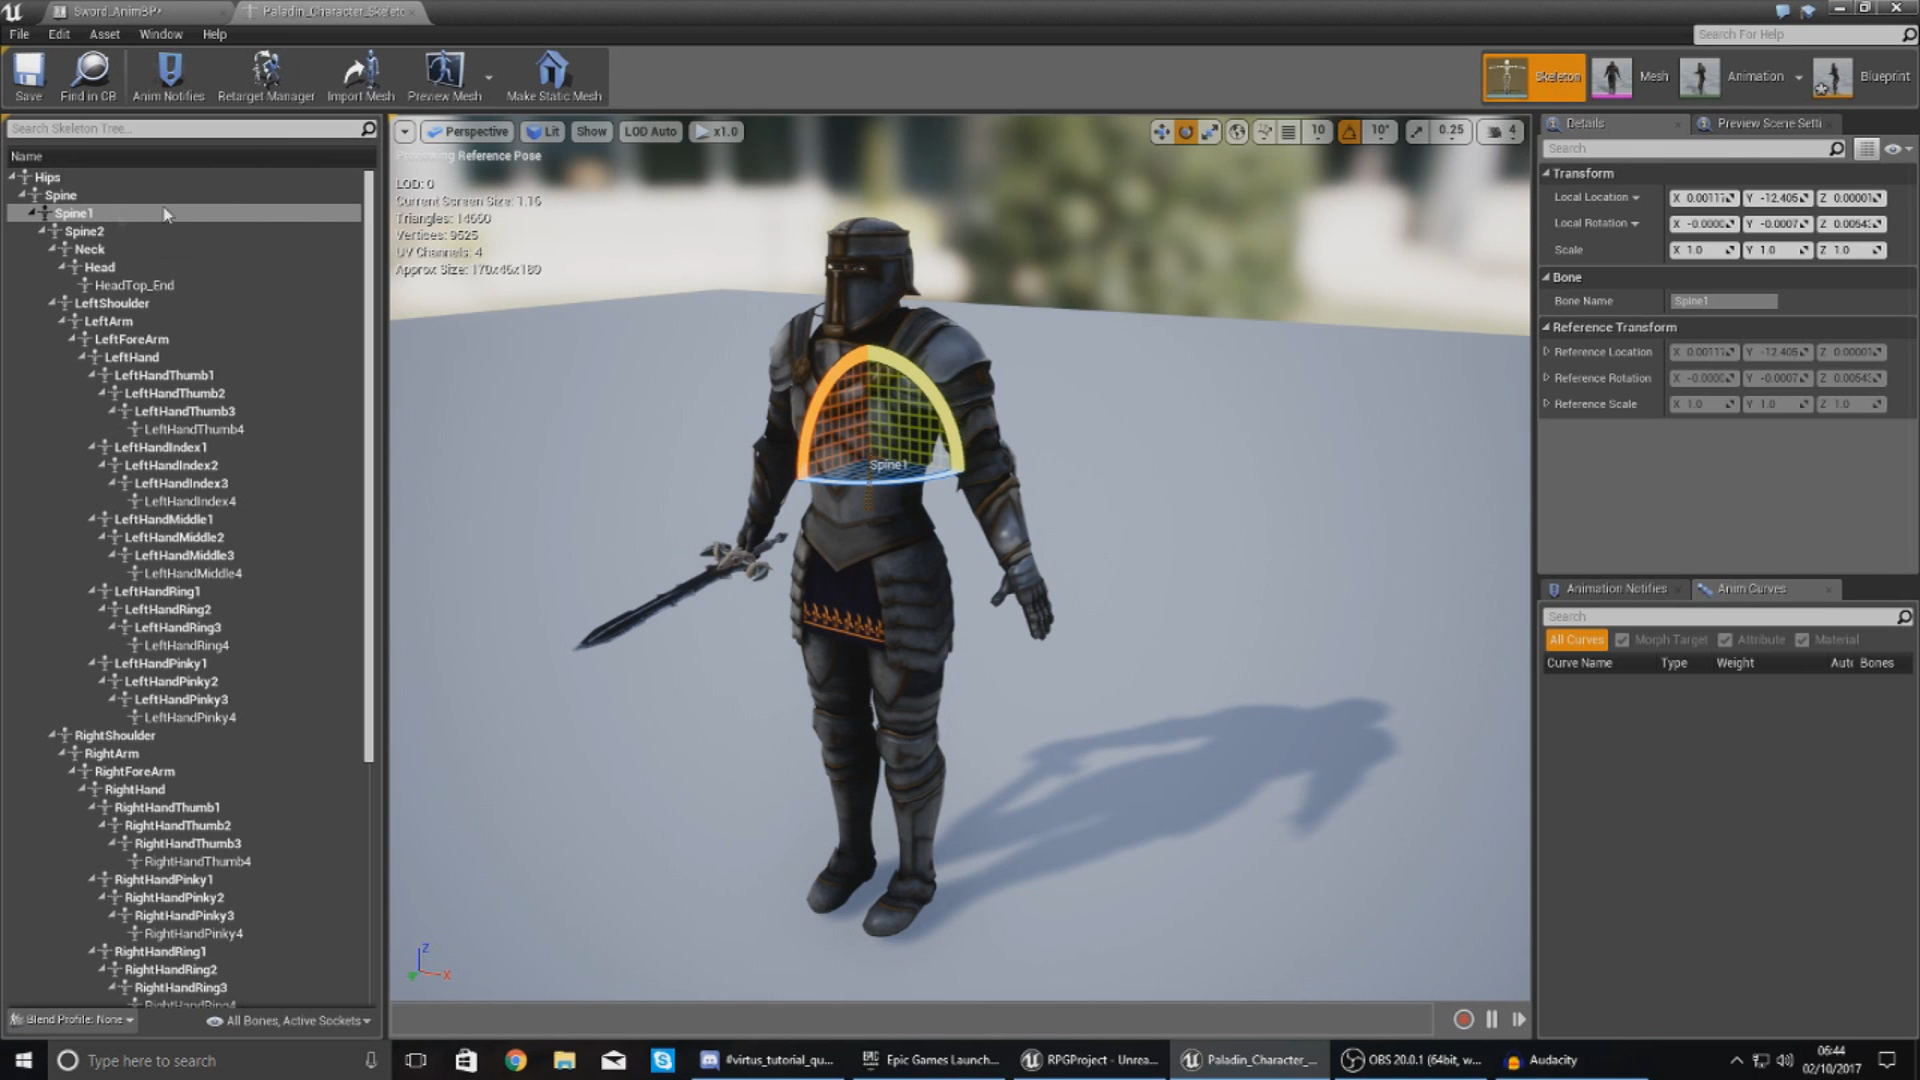 Sword_AnimBP*
Paladin_Character_Skeletc
File Edit Asset Window Help
Search For Help
Save
Find in CB
Anim Notifies
Retarget Manager
Import Mesh
Preview Mesh
Make Static Mesh
Skeleton
Mesh
Animation
Blueprint
Search Skeleton Tree...
Name
Hips
Spine
Spine1
Spine2
Neck
Head
HeadTop_End
LeftShoulder
LeftArm
LeftForeArm
LeftHand
LeftHandThumb1
LeftHandThumb2
LeftHandThumb3
LeftHandThumb4
LeftHandIndex1
LeftHandIndex2
LeftHandIndex3
LeftHandIndex4
LeftHandMiddle1
LeftHandMiddle2
LeftHandMiddle3
LeftHandMiddle4
LeftHandRing1
LeftHandRing2
LeftHandRing3
LeftHandRing4
LeftHandPinky1
LeftHandPinky2
LeftHandPinky3
LeftHandPinky4
RightShoulder
RightArm
RightForeArm
RightHand
RightHandThumb1
RightHandThumb2
RightHandThumb3
RightHandThumb4
RightHandPinky1
RightHandPinky2
RightHandPinky3
RightHandPinky4
RightHandRing1
RightHandRing2
RightHandRing3
RightHandRing4
Blend Profile: None
All Bones, Active Sockets
Perspective Lit Show LOD Auto x1.0
10 10° 0.25 4
Previewing Reference Pose
LOD: 0
Current Screen Size: 1.16
Triangles: 14660
Vertices: 9525
UV Channels: 4
Approx Size: 170x46x180
Spine1
Z
X
Details
Preview Scene Setti
Search
Transform
Local Location X 0.0011 Y -12.405 Z 0.00001
Local Rotation X -0.000 Y -0.0007 Z 0.0054
Scale X 1.0 Y 1.0 Z 1.0
Bone
Bone Name Spine1
Reference Transform
Reference Location X 0.0011 Y -12.405 Z 0.00001
Reference Rotation X -0.000 Y -0.0007 Z 0.0054
Reference Scale X 1.0 Y 1.0 Z 1.0
Animation Notifies
Anim Curves
Search
All Curves Morph Target Attribute Material
Curve Name Type Weight Auto Bones
Type here to search
#virtus_tutorial_qu...
Epic Games Launch...
RPGProject - Unrea...
Paladin_Character_...
OBS 20.0.1 (64bit, w...
Audacity
06:44
02/10/2017